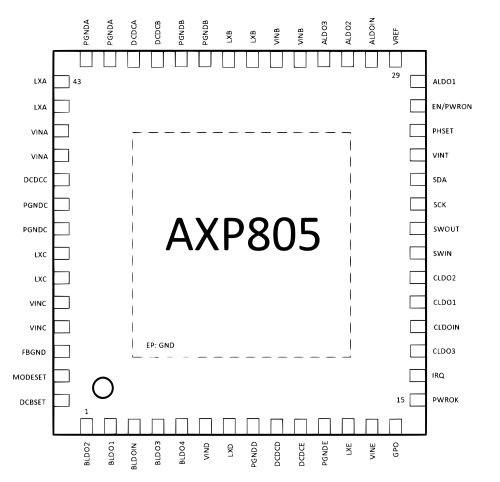 PGNDA
PGNDA
DCDCA
DCDCB
PGNDB
PGNDB
LXB
LXB
VINB
VINB
ALDO3
ALDO2
ALDOIN
VREF
LXA
43
29
ALDO1
LXA
EN/PWRON
VINA
PHSET
VINA
VINT
DCDCC
SDA
PGNDC
SCK
PGNDC
SWOUT
LXC
SWIN
LXC
CLDO2
VINC
CLDO1
VINC
CLDOIN
FBGND
CLDO3
MODESET
IRQ
DCBSET
15
PWROK
AXP805
EP: GND
1
BLDO2
BLDO1
BLDOIN
BLDO3
BLDO4
VIND
LXD
PGNDD
DCDCD
DCDCE
PGNDE
LXE
VINE
GPO